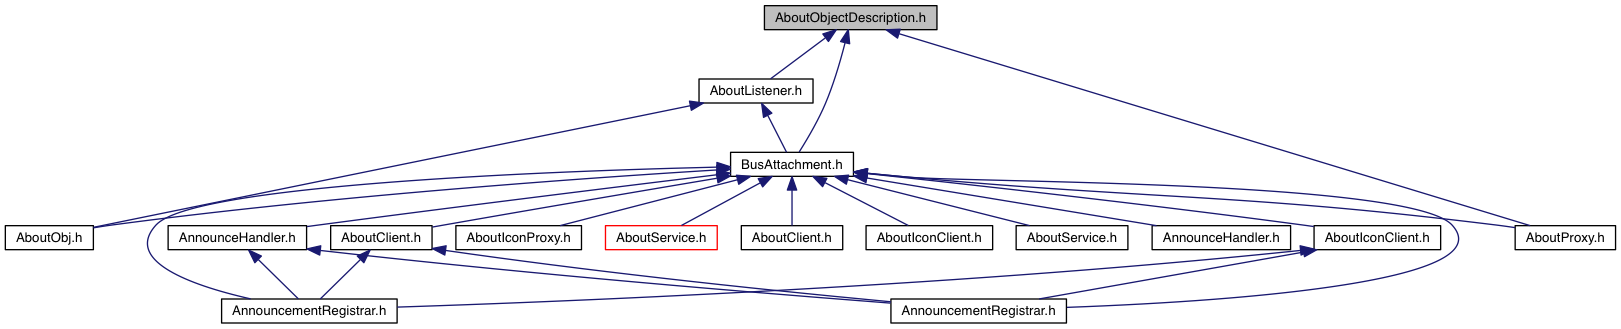 AboutObjectDescription.h
AboutListener.h
BusAttachment.h
AboutObj.h
AnnounceHandler.h
AboutClient.h
AboutIconProxy.h
AboutService.h
AboutClient.h
AboutIconClient.h
AboutService.h
AnnounceHandler.h
AboutIconClient.h
AboutProxy.h
AnnouncementRegistrar.h
AnnouncementRegistrar.h